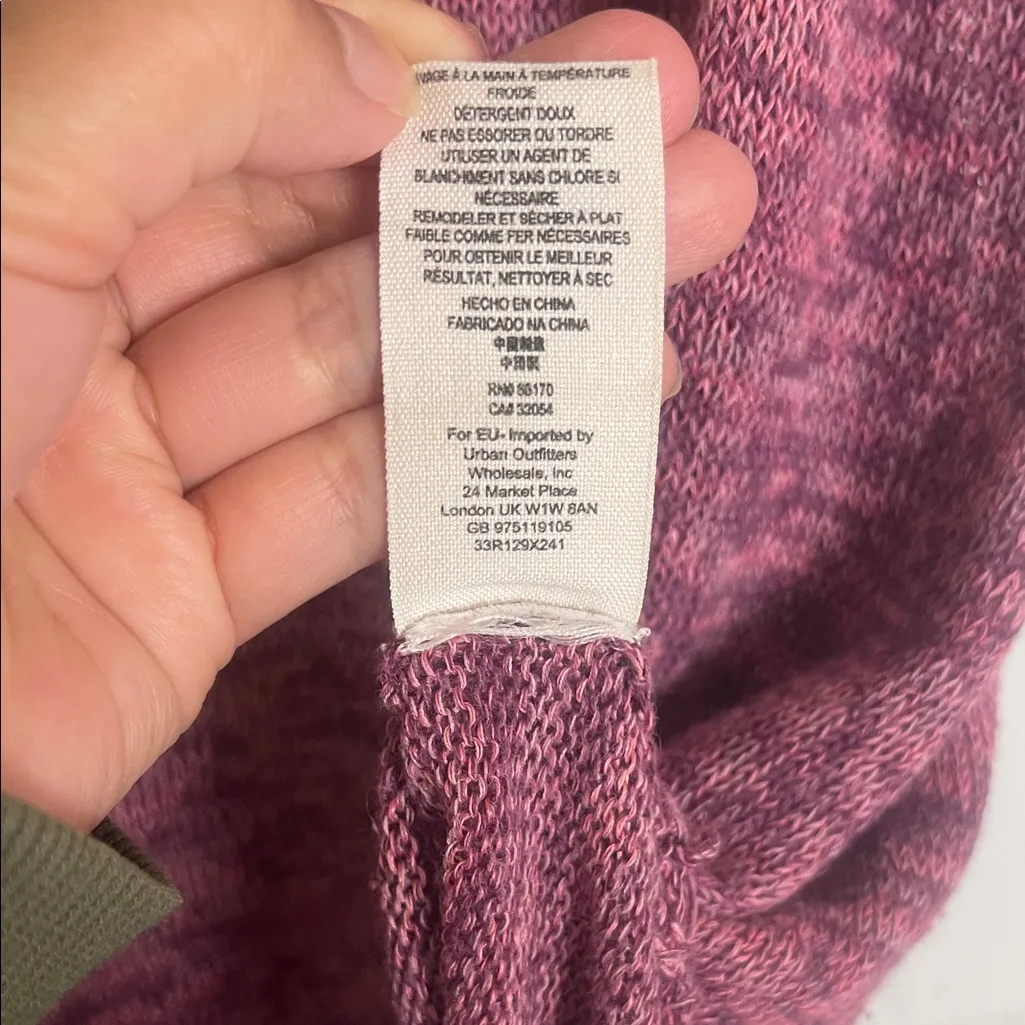 VAGE À LA MAIN À TEMPÉRATURE
FROIDE
DÉTERGENT DOUX
NE PAS ESSORER OU TORDRE
UTILISER UN AGENT DE
BLANCHIMENT SANS CHLORE SI
NÉCESSAIRE
REMODELER ET SÉCHER À PLAT
FAIBLE COMME FER NÉCESSAIRES
POUR OBTENIR LE MEILLEUR
RÉSULTAT, NETTOYER À SEC
HECHO EN CHINA
FABRICADO NA CHINA
中国制造
中国製
RN# 66170
CA# 32054
For EU- Imported by
Urban Outfitters
Wholesale, Inc
24 Market Place
London UK W1W 8AN
GB 975119105
33R129X241